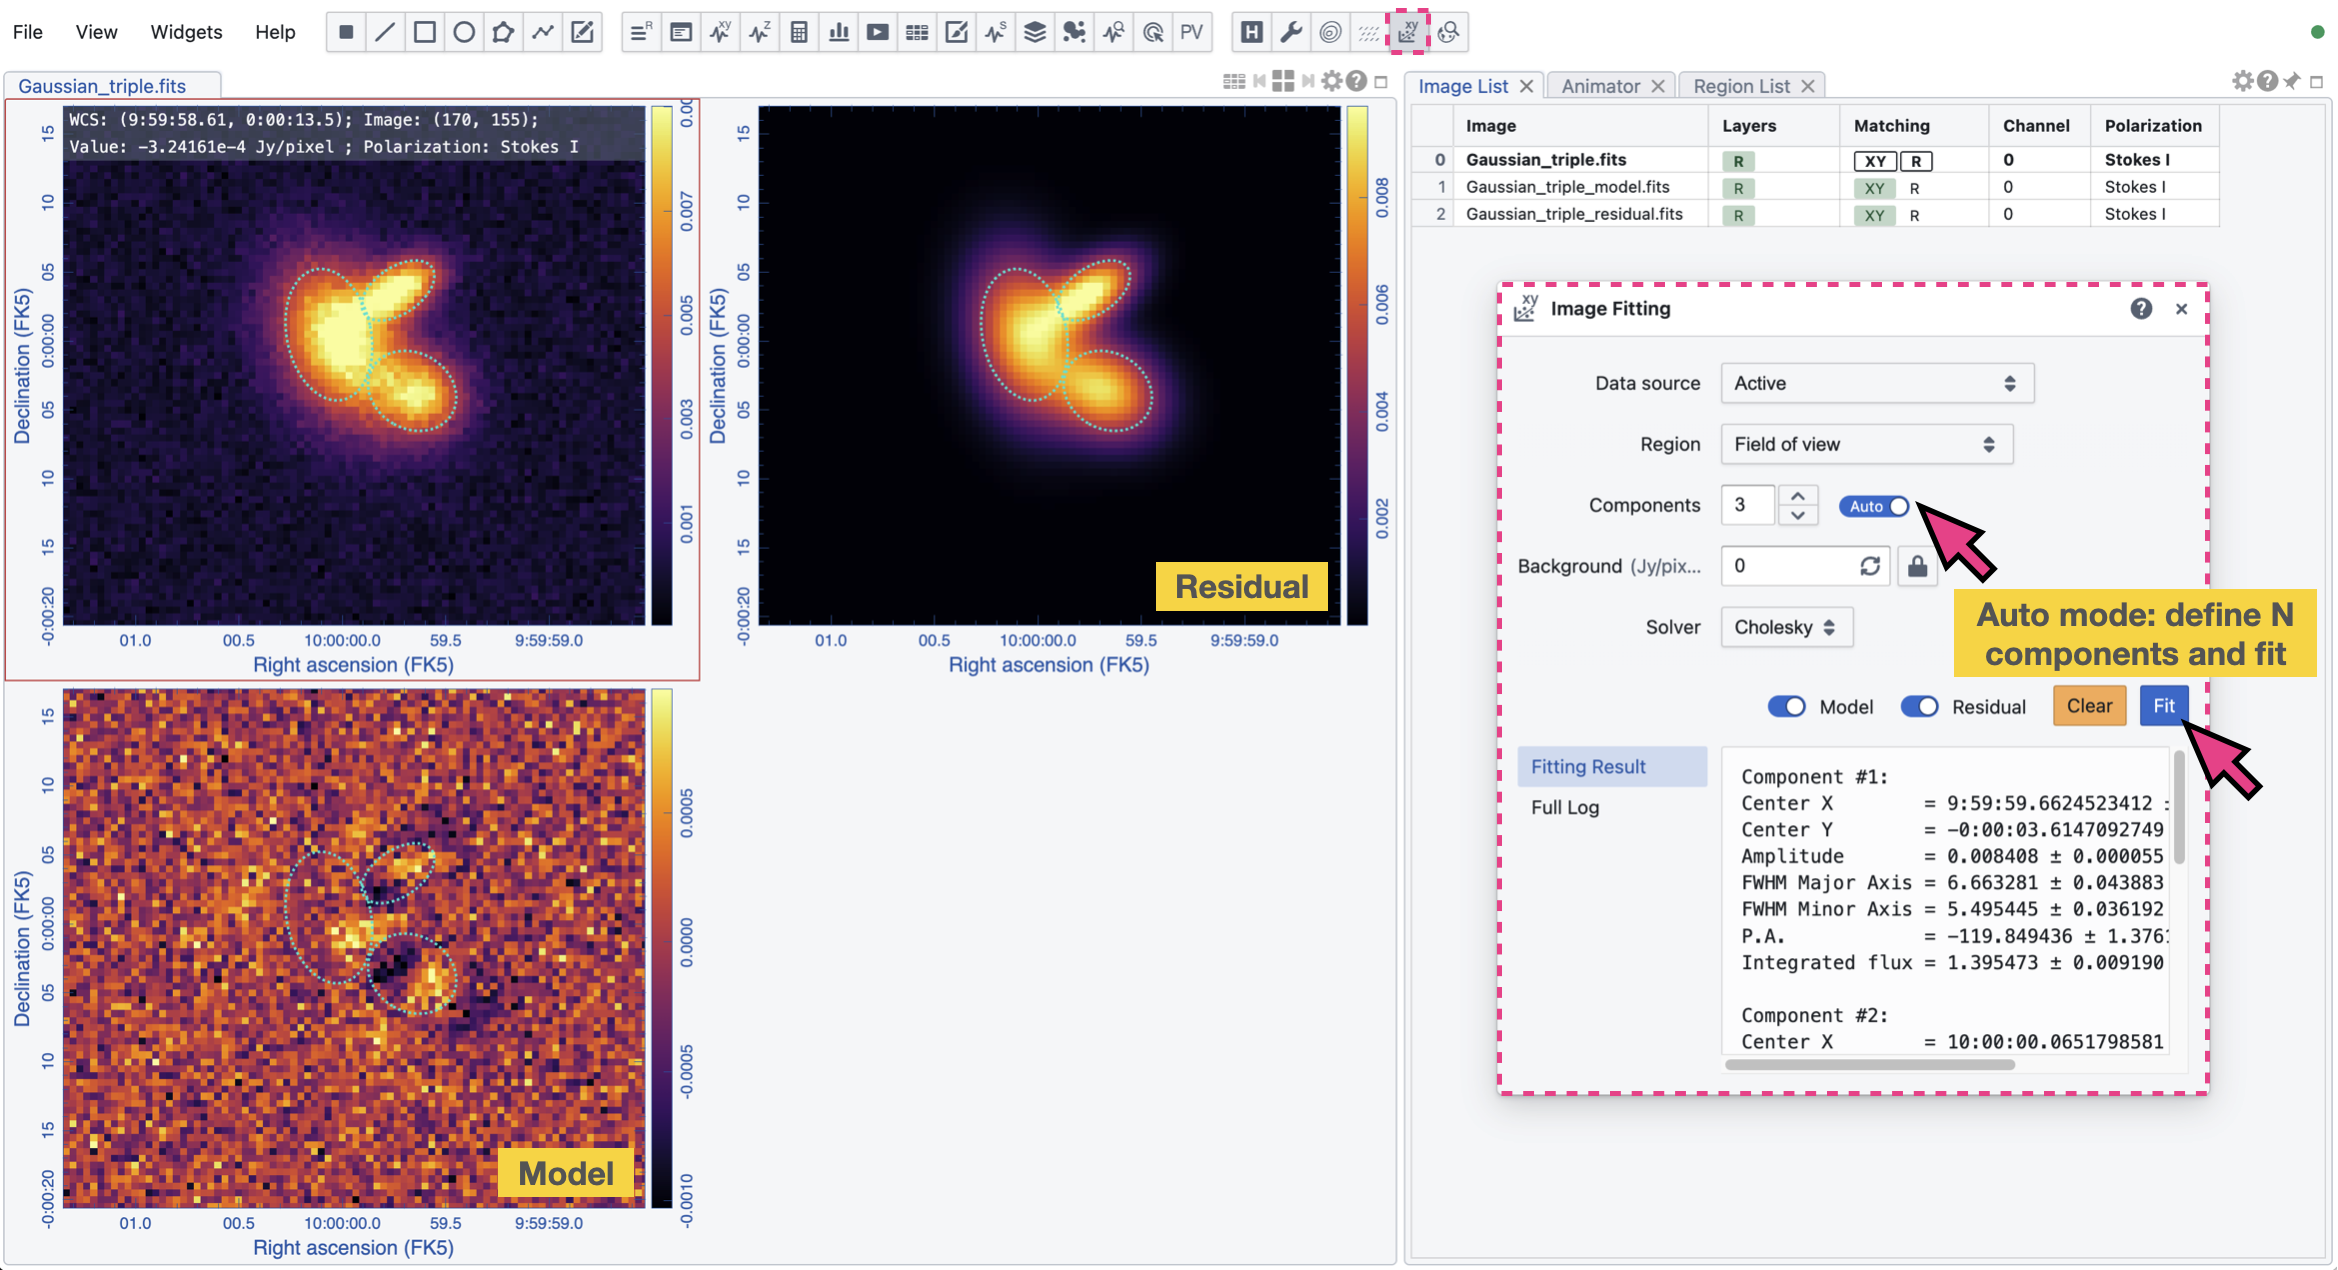 File View Widgets Help
R XY Z S PV H XY
Gaussian_triple.fits
WCS: (9:59:58.61, 0:00:13.5); Image: (170, 155);
Value: -3.24161e-4 Jy/pixel ; Polarization: Stokes I
Declination (FK5)
15
10
05
0:00:00
05
10
15
-0:00:20
01.0 00.5 10:00:00.0 59.5 9:59:59.0
Right ascension (FK5)
0.007
0.005
0.003
0.001
Declination (FK5)
15
10
05
0:00:00
05
10
15
-0:00:20
01.0 00.5 10:00:00.0 59.5 9:59:59.0
Right ascension (FK5)
0.008
0.006
0.004
0.002
Residual
Declination (FK5)
15
10
05
0:00:00
05
10
15
-0:00:20
01.0 00.5 10:00:00.0 59.5 9:59:59.0
Right ascension (FK5)
0.0005
0.0000
-0.0005
-0.0010
Model
Image List Animator Region List
Image Layers Matching Channel Polarization
0 Gaussian_triple.fits R XY R 0 Stokes I
1 Gaussian_triple_model.fits R XY R 0 Stokes I
2 Gaussian_triple_residual.fits R XY R 0 Stokes I
XY Image Fitting
Data source Active
Region Field of view
Components 3 Auto
Background (Jy/pix... 0
Solver Cholesky
Auto mode: define N
components and fit
Model Residual Clear Fit
Fitting Result
Full Log
Component #1:
Center X = 9:59:59.6624523412
Center Y = -0:00:03.6147092749
Amplitude = 0.008408 ± 0.000055
FWHM Major Axis = 6.663281 ± 0.043883
FWHM Minor Axis = 5.495445 ± 0.036192
P.A. = -119.849436 ± 1.376
Integrated flux = 1.395473 ± 0.009190
Component #2:
Center X = 10:00:00.0651798581